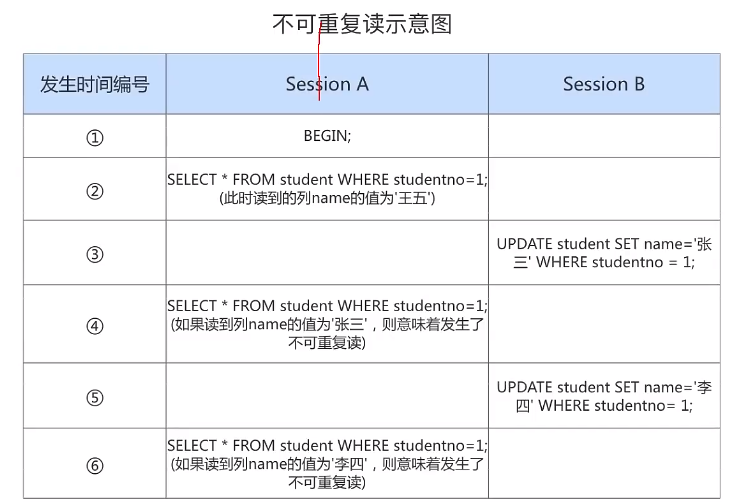 不可重复读示意图
发生时间编号 Session A Session B
① BEGIN;
② SELECT * FROM student WHERE studentno=1;
(此时读到的列name的值为'王五')
③ UPDATE student SET name='张
三' WHERE studentno = 1;
④ SELECT * FROM student WHERE studentno=1;
(如果读到列name的值为'张三'，则意味着发生了
不可重复读)
⑤ UPDATE student SET name='李
四' WHERE studentno= 1;
⑥ SELECT * FROM student WHERE studentno=1;
(如果读到列name的值为'李四'，则意味着发生了
不可重复读)